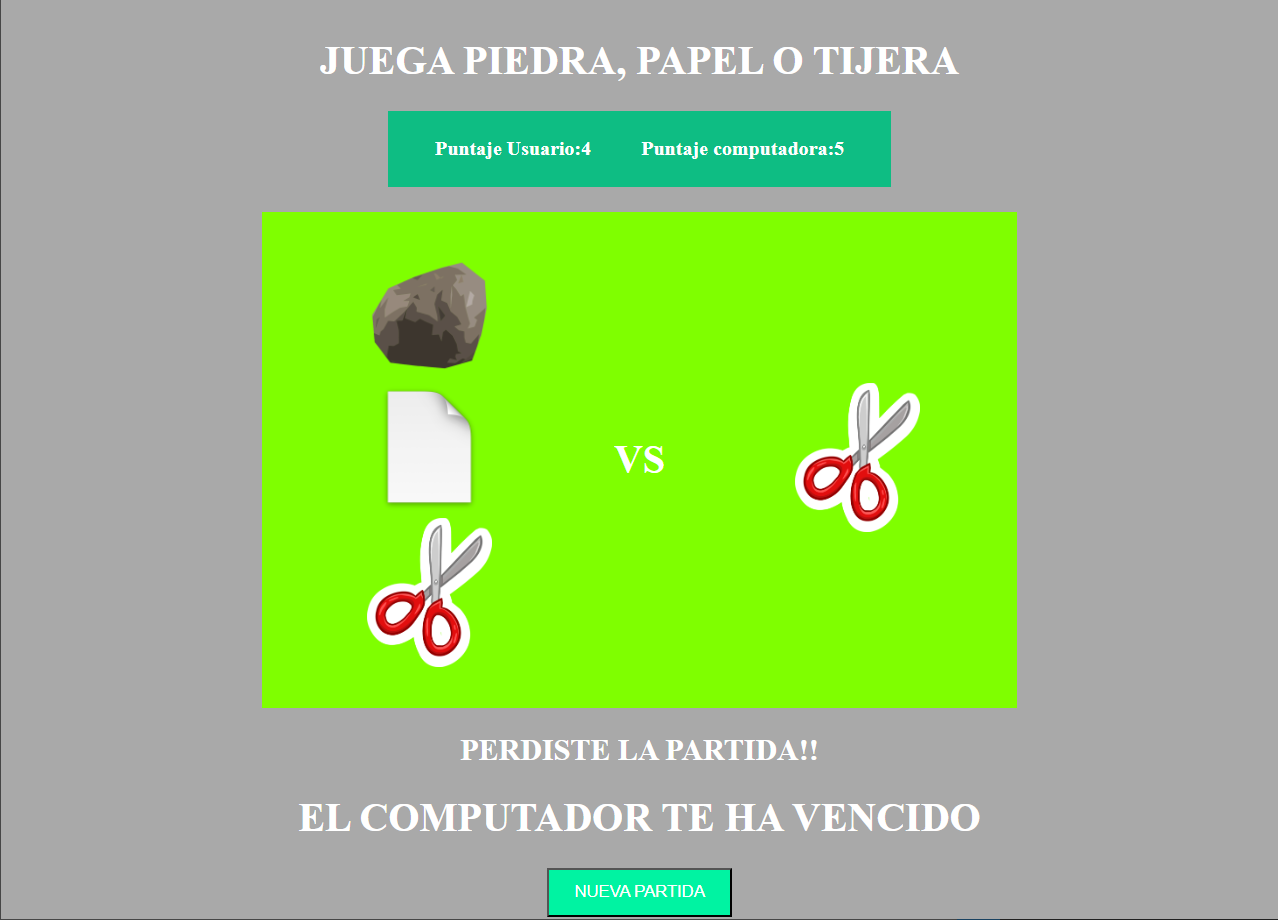 JUEGA PIEDRA, PAPEL O TIJERA
Puntaje Usuario:4 Puntaje computadora:5
VS
PERDISTE LA PARTIDA!!
EL COMPUTADOR TE HA VENCIDO
NUEVA PARTIDA